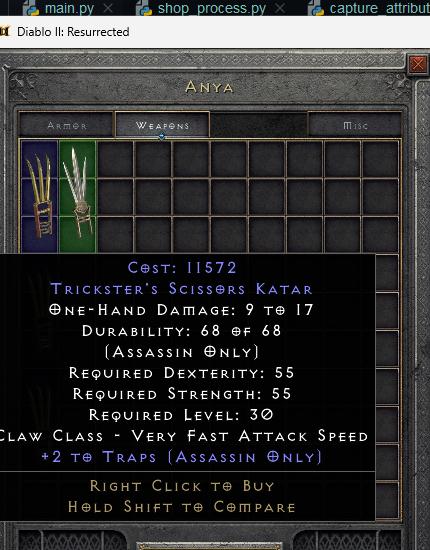 main.py
shop_process.py
capture_attribut
Diablo II: Resurrected
Anya
Armor Weapons Misc
Cost: 11572
Trickster's Scissors Katar
One-Hand Damage: 9 to 17
Durability: 68 of 68
(Assassin Only)
Required Dexterity: 55
Required Strength: 55
Required Level: 30
Claw Class - Very Fast Attack Speed
+2 to Traps (Assassin Only)
Right Click to Buy
Hold Shift to Compare